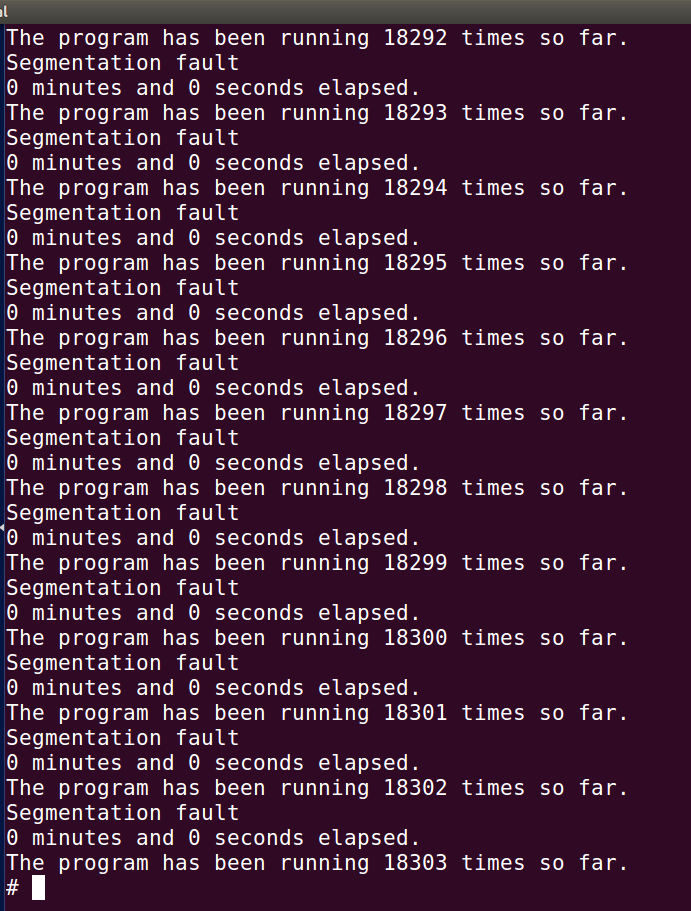 al
The program has been running 18292 times so far.
Segmentation fault
0 minutes and 0 seconds elapsed.
The program has been running 18293 times so far.
Segmentation fault
0 minutes and 0 seconds elapsed.
The program has been running 18294 times so far.
Segmentation fault
0 minutes and 0 seconds elapsed.
The program has been running 18295 times so far.
Segmentation fault
0 minutes and 0 seconds elapsed.
The program has been running 18296 times so far.
Segmentation fault
0 minutes and 0 seconds elapsed.
The program has been running 18297 times so far.
Segmentation fault
0 minutes and 0 seconds elapsed.
The program has been running 18298 times so far.
Segmentation fault
0 minutes and 0 seconds elapsed.
The program has been running 18299 times so far.
Segmentation fault
0 minutes and 0 seconds elapsed.
The program has been running 18300 times so far.
Segmentation fault
0 minutes and 0 seconds elapsed.
The program has been running 18301 times so far.
Segmentation fault
0 minutes and 0 seconds elapsed.
The program has been running 18302 times so far.
Segmentation fault
0 minutes and 0 seconds elapsed.
The program has been running 18303 times so far.
#